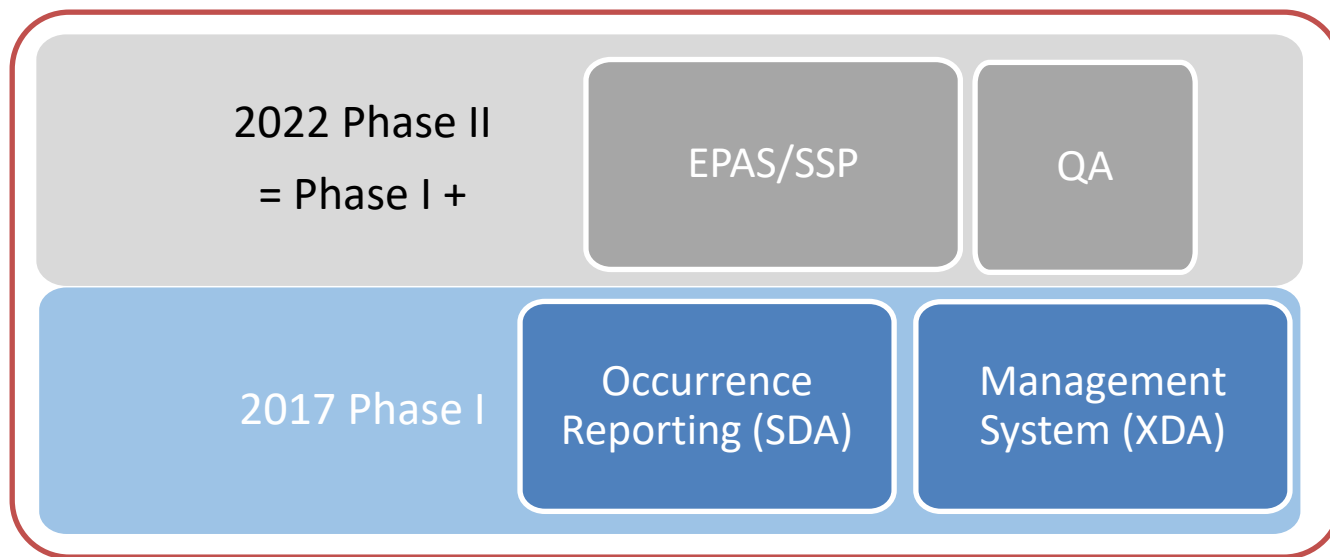 2022 Phase II
= Phase I +
EPAS/SSP
QA
2017 Phase I
Occurrence
Reporting (SDA)
Management
System (XDA)